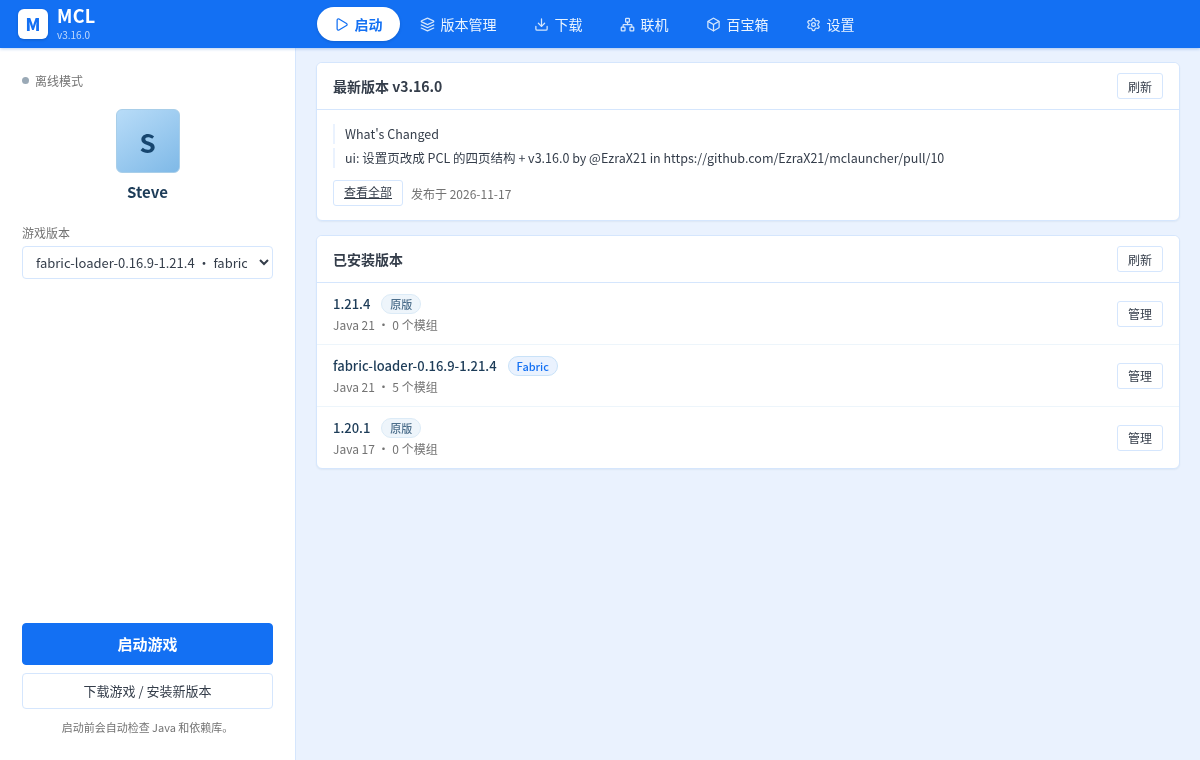 M
MCL
v3.16.0
启动
版本管理
下载
联机
百宝箱
设置
离线模式
S
Steve
游戏版本
fabric-loader-0.16.9-1.21.4 · fabric
启动游戏
下载游戏 / 安装新版本
启动前会自动检查 Java 和依赖库。
最新版本 v3.16.0
刷新
What's Changed
ui: 设置页改成 PCL 的四页结构 + v3.16.0 by @EzraX21 in https://github.com/EzraX21/mclauncher/pull/10
查看全部
发布于 2026-11-17
已安装版本
刷新
1.21.4
原版
Java 21 · 0 个模组
管理
fabric-loader-0.16.9-1.21.4
Fabric
Java 21 · 5 个模组
管理
1.20.1
原版
Java 17 · 0 个模组
管理